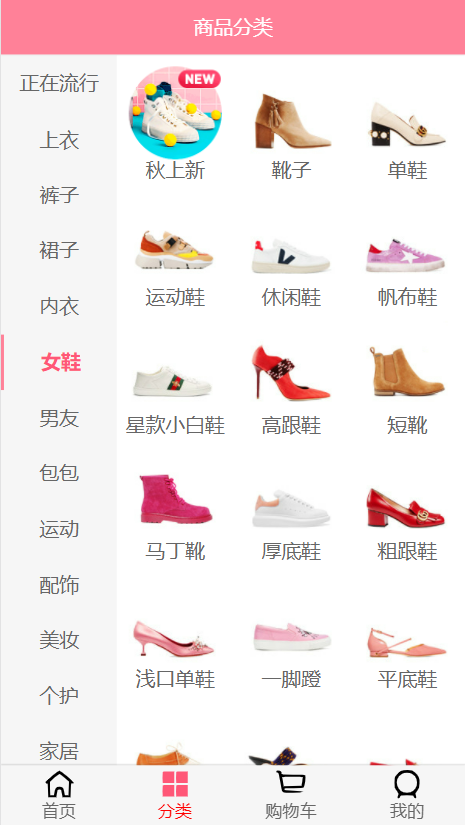 商品分类
正在流行
上衣
裤子
裙子
内衣
女鞋
男友
包包
运动
配饰
美妆
个护
家居
NEW
秋上新
靴子
单鞋
运动鞋
休闲鞋
帆布鞋
星款小白鞋
高跟鞋
短靴
马丁靴
厚底鞋
粗跟鞋
浅口单鞋
一脚蹬
平底鞋
首页
分类
购物车
我的